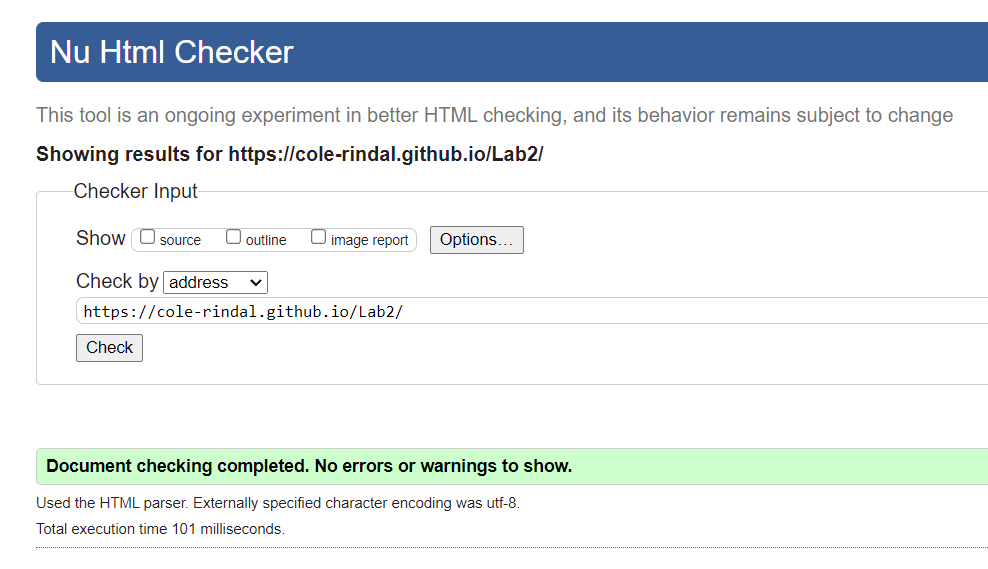 Nu Html Checker
This tool is an ongoing experiment in better HTML checking, and its behavior remains subject to change
Showing results for https://cole-rindal.github.io/Lab2/
Checker Input
Show source outline image report Options...
Check by address
https://cole-rindal.github.io/Lab2/
Check
Document checking completed. No errors or warnings to show.
Used the HTML parser. Externally specified character encoding was utf-8.
Total execution time 101 milliseconds.